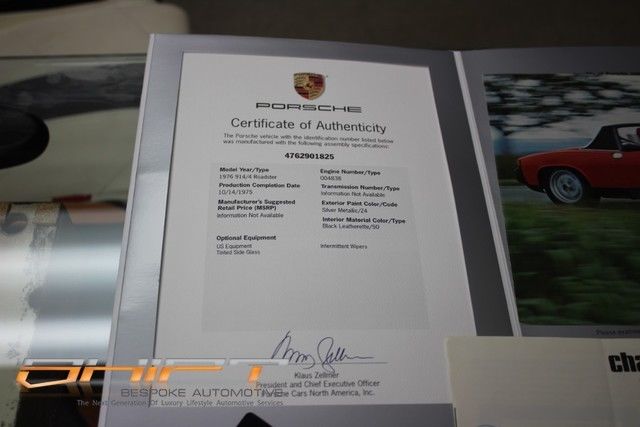 PORSCHE
Certificate of Authenticity
The Porsche vehicle with the identification number listed below
was manufactured with the following assembly specifications:
4762901825
Model Year/Type
1976 914/4 Roadster
Production Completion Date
10/14/1975
Manufacturer's Suggested
Retail Price (MSRP)
Information Not Available
Engine Number/Type
004838
Transmission Number/Type
Information Not Available
Exterior Paint Color/Code
Silver Metallic/24
Interior Material Color/Type
Black Leatherette/50
Optional Equipment
US Equipment
Tinted Side Glass
Intermittent Wipers
Klaus Zellmer
President and Chief Executive Officer
Porsche Cars North America, Inc.
BESPOKE AUTOMOTIVE
The Next Generation Of Luxury Lifestyle Automotive Services
Please
cha